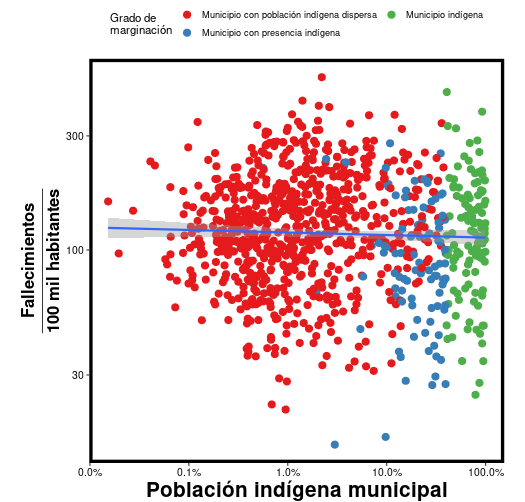 Grado de
marginación
Municipio con población indígena dispersa
Municipio indígena
Municipio con presencia indígena
Fallecimientos
100 mil habitantes
300
100
30
0.0%
0.1%
1.0%
10.0%
100.0%
Población indígena municipal